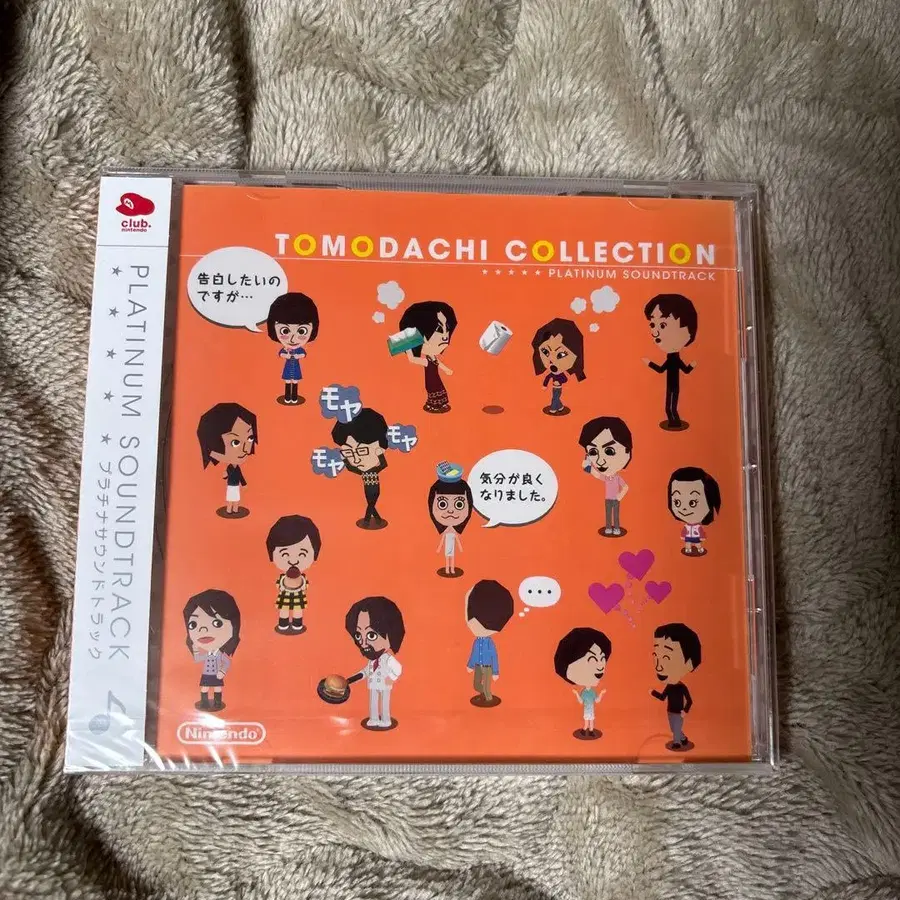 club.
nintendo
PLATINUM SOUNDTRACK
プラチナサウンドトラック
TOMODACHI COLLECTION
PLATINUM SOUNDTRACK
告白したいの
ですが…
モヤ
モヤ
モヤ
気分が良く
なりました。
...
Nintendo